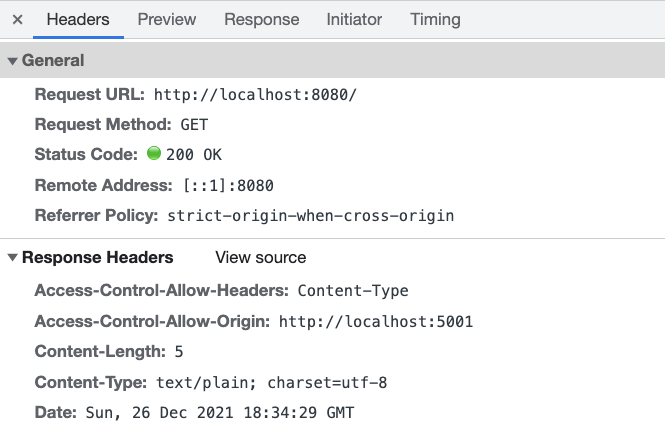 × Headers Preview Response Initiator Timing
▼ General
Request URL: http://localhost:8080/
Request Method: GET
Status Code: 200 OK
Remote Address: [::1]:8080
Referrer Policy: strict-origin-when-cross-origin
▼ Response Headers View source
Access-Control-Allow-Headers: Content-Type
Access-Control-Allow-Origin: http://localhost:5001
Content-Length: 5
Content-Type: text/plain; charset=utf-8
Date: Sun, 26 Dec 2021 18:34:29 GMT